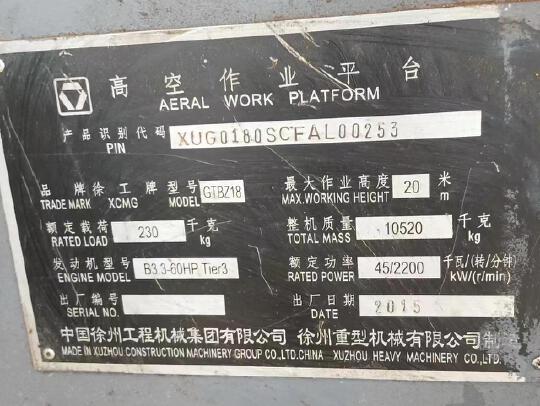 高空作业平台
AERAL WORK PLATFORM
产品识别代码 XUG0180SCFAL00253
PIN
品牌 徐工牌 型号 GTBZ18 最大作业高度 20 米
TRADE MARK XCMG MODEL MAX.WORKING HEIGHT m
额定载荷 230 千克 整机质量 10520 千克
RATED LOAD kg TOTAL MASS kg
发动机型号 B3.3-60HP, Tier3 额定功率 45/2200 千瓦/(转/分钟)
ENGINE MODEL RATED POWER kW/(r/min)
出厂编号 出厂日期 2015
SERIAL NO. DATE
中国徐州工程机械集团有限公司 徐州重型机械有限公司制
MADE IN XUZHOU CONSTRUCTION MACHINERY GROUP CO.,LTD.CHINA XUZHOU HEAVY MACHINERY CO.,LTD.